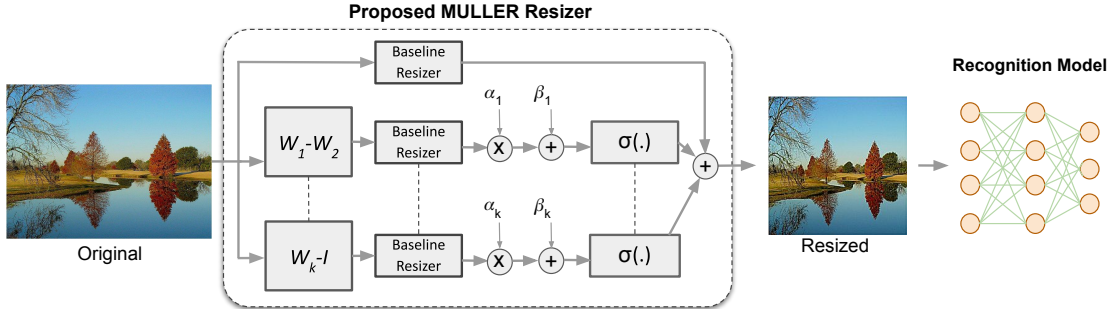 Proposed MULLER Resizer
Baseline
Resizer
Recognition Model
α1
β1
W1-W2
Baseline
Resizer
x
+
σ(.)
+
αk
βk
Wk-I
Baseline
Resizer
x
+
σ(.)
Original
Resized